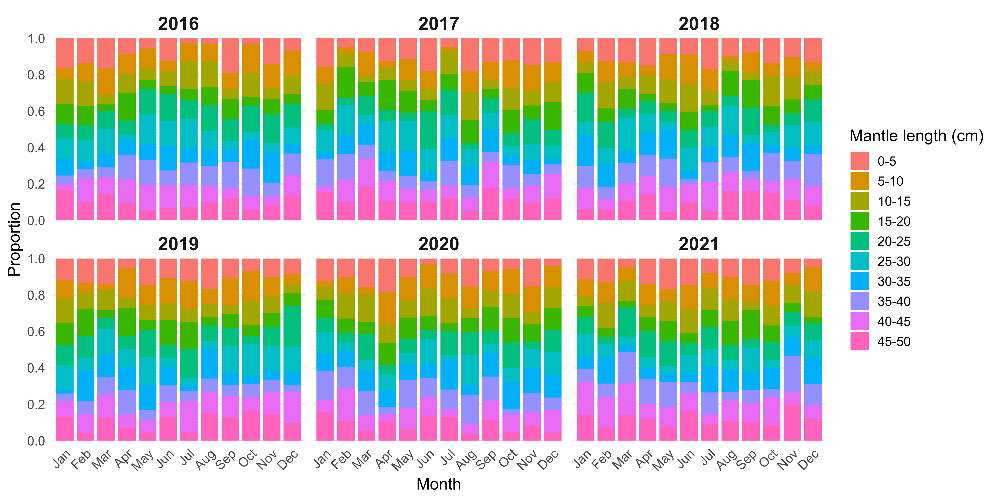 2016 2017 2018
1.0
0.8
0.6
0.4
0.2
0.0
2019 2020 2021
1.0
0.8
0.6
0.4
0.2
0.0
Proportion
Jan Feb Mar Apr May Jun Jul Aug Sep Oct Nov Dec
Jan Feb Mar Apr May Jun Jul Aug Sep Oct Nov Dec
Jan Feb Mar Apr May Jun Jul Aug Sep Oct Nov Dec
Month
Mantle length (cm)
0-5
5-10
10-15
15-20
20-25
25-30
30-35
35-40
40-45
45-50